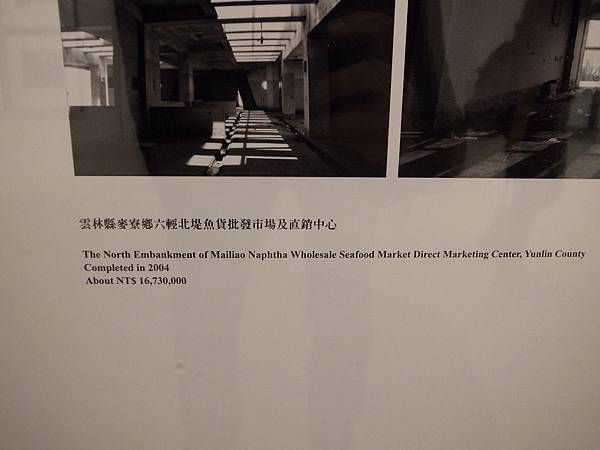 雲林縣麥寮鄉六輕北堤魚貨批發市場及直銷中心
The North Embankment of Mailiao Naphtha Wholesale Seafood Market Direct Marketing Center, Yunlin County
Completed in 2004
About NT$ 16,730,000